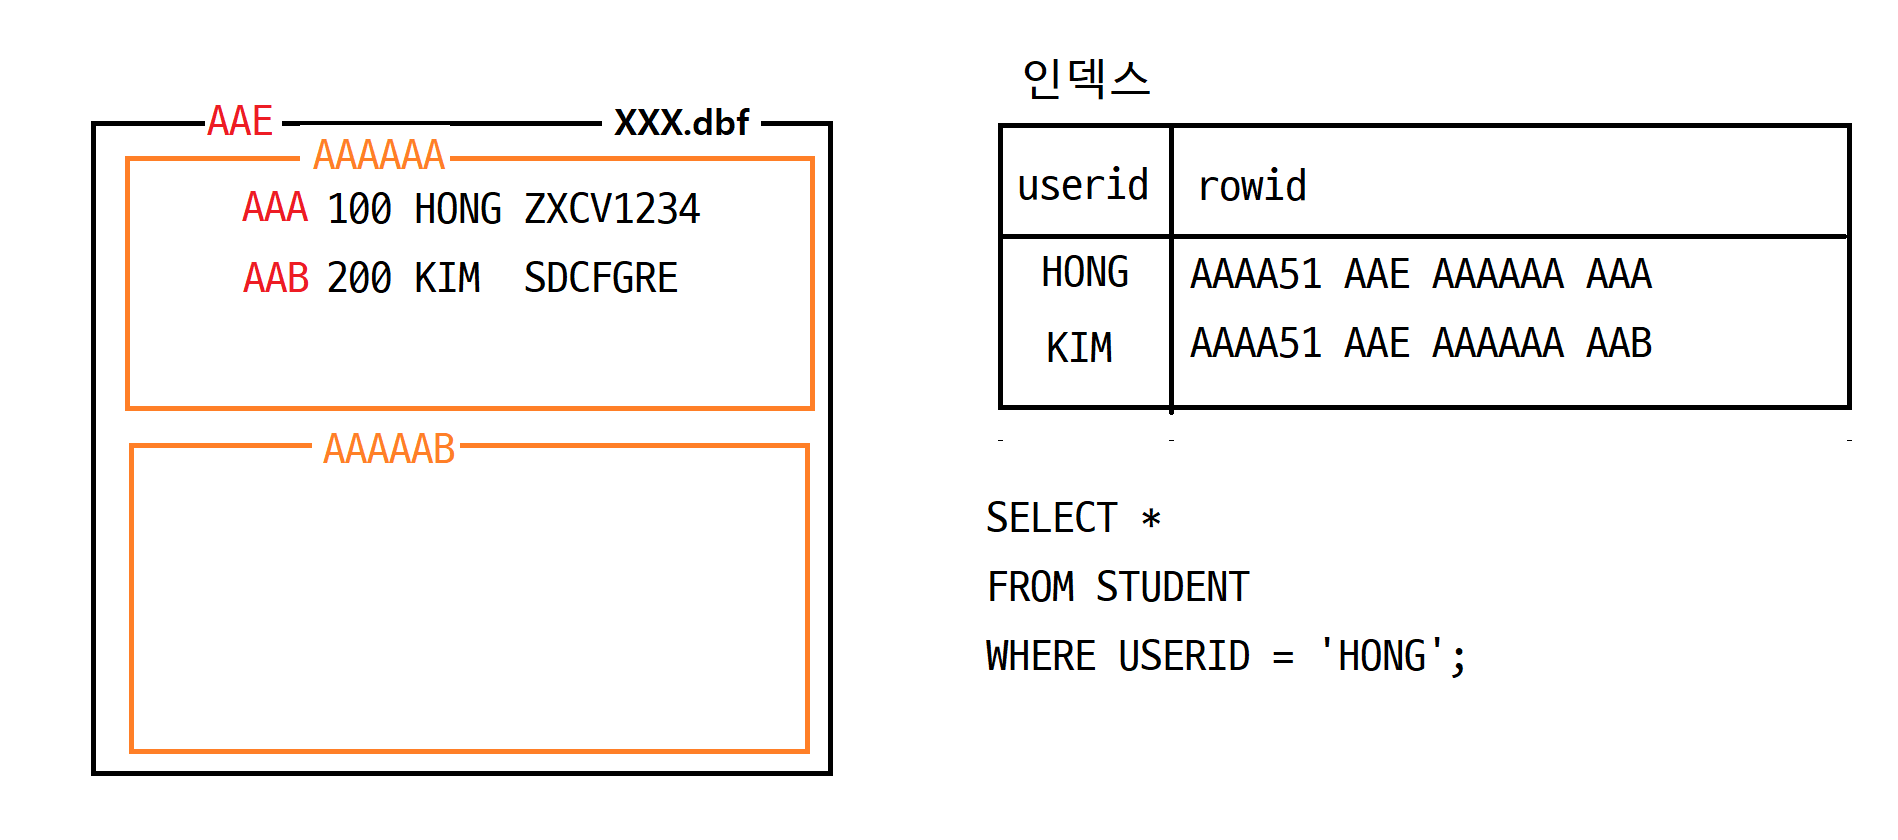 AAE XXX.dbf
AAAAAA
AAA 100 HONG ZXCV1234
AAB 200 KIM SDCFGRE
AAAAAB
인덱스
userid rowid
HONG AAAA51 AAE AAAAAA AAA
KIM AAAA51 AAE AAAAAA AAB
SELECT *
FROM STUDENT
WHERE USERID = 'HONG';